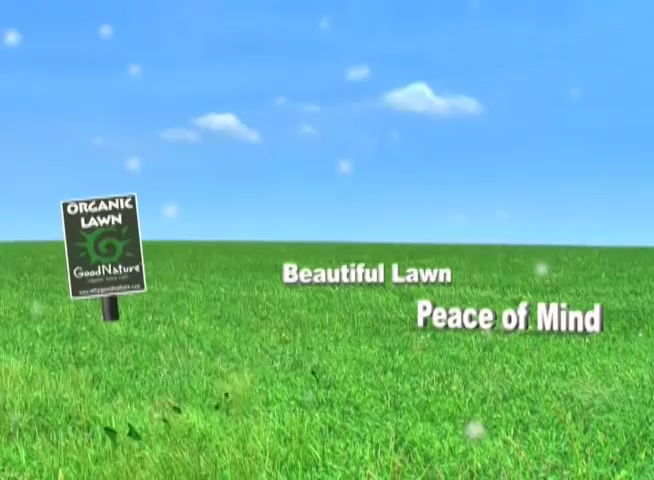 ORGANIC
LAWN
GoodNature
Beautiful Lawn
Peace of Mind